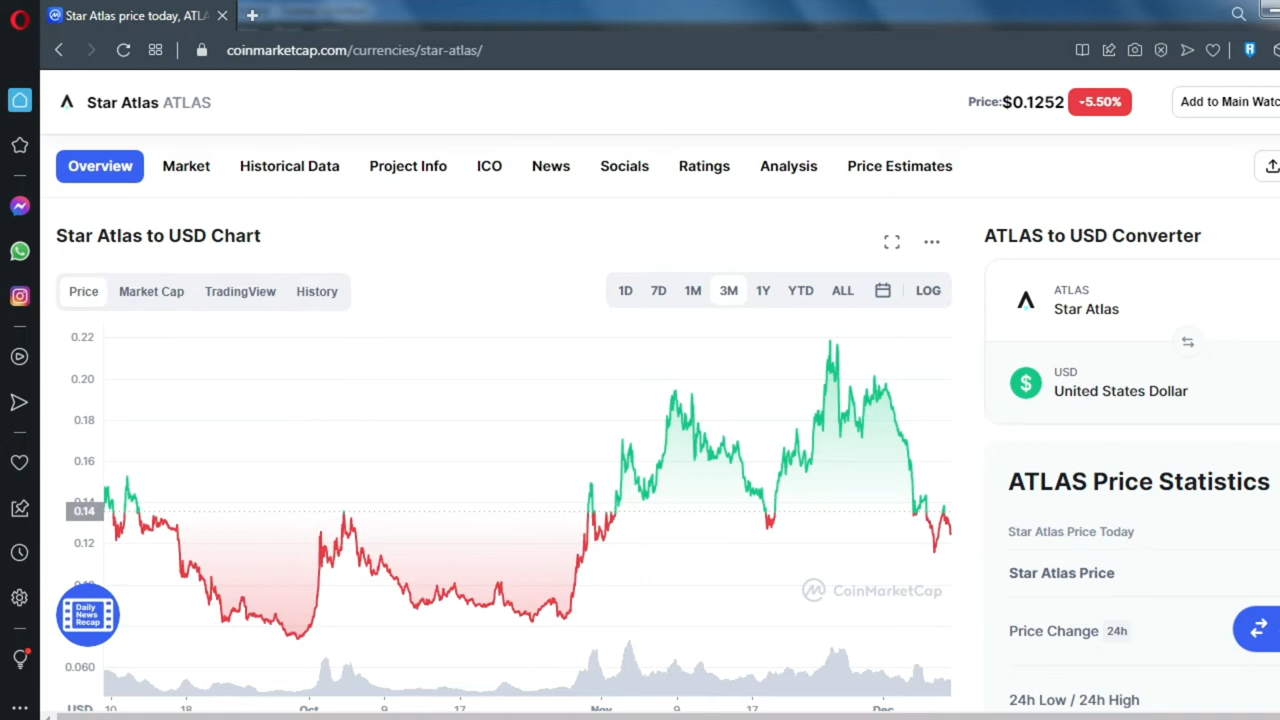 Star Atlas price today, ATLA
coinmarketcap.com/currencies/star-atlas/
Star Atlas ATLAS
Price: $0.1252 -5.50%
Add to Main Watc
Overview Market Historical Data Project Info ICO News Socials Ratings Analysis Price Estimates
Star Atlas to USD Chart
Price Market Cap TradingView History
1D 7D 1M 3M 1Y YTD ALL LOG
0.22
0.20
0.18
0.16
0.14
0.14
0.12
0.060
USD 10 18 Oct 9 17 Nov 9 17 Dec
CoinMarketCap
Daily
News
Recap
ATLAS to USD Converter
ATLAS
Star Atlas
USD
United States Dollar
ATLAS Price Statistics
Star Atlas Price Today
Star Atlas Price
Price Change 24h
24h Low / 24h High